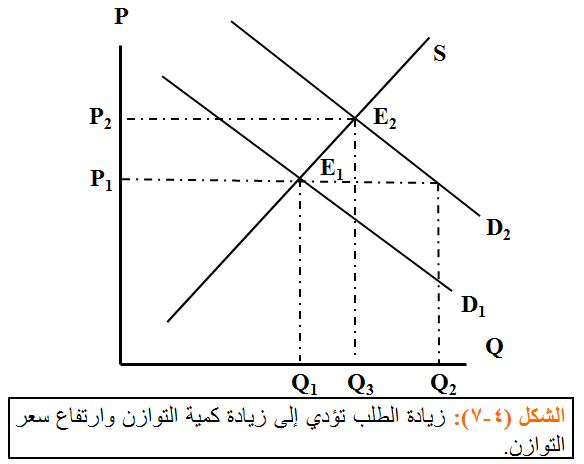 P
S
P₂
E₂
E₁
P₁
D₂
D₁
Q
Q₁ Q₃ Q₂
الشكل (٤-٧): زيادة الطلب تؤدي إلى زيادة كمية التوازن وارتفاع سعر
التوازن.